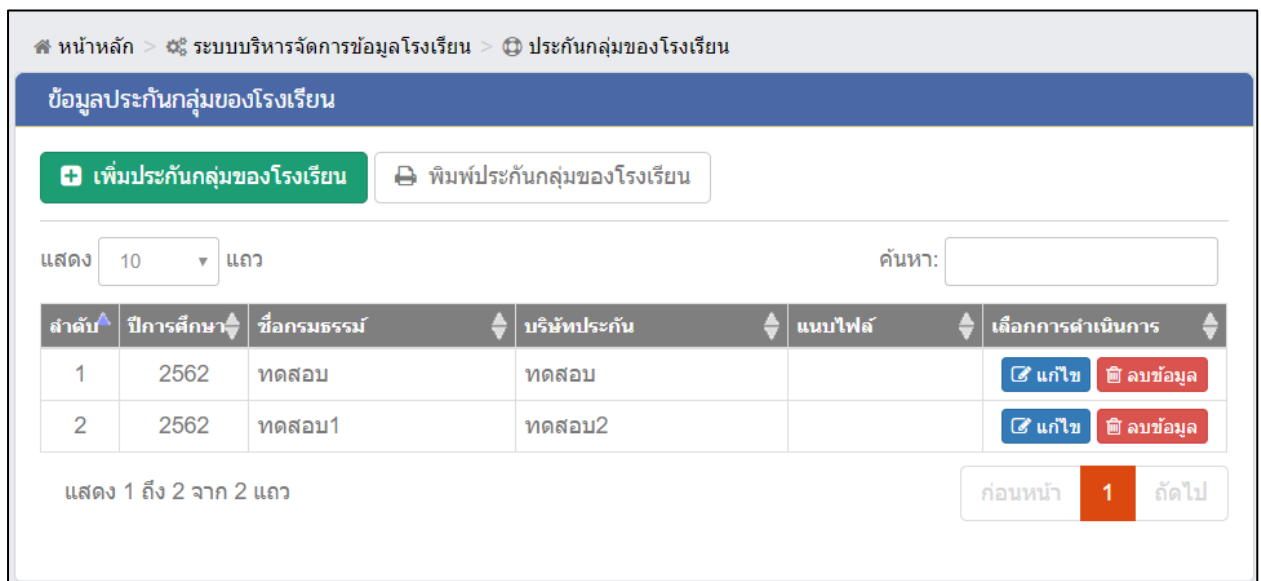 หน้าหลัก > ระบบบริหารจัดการข้อมูลโรงเรียน > ประกันกลุ่มของโรงเรียน
ข้อมูลประกันกลุ่มของโรงเรียน
เพิ่มประกันกลุ่มของโรงเรียน พิมพ์ประกันกลุ่มของโรงเรียน
แสดง 10 แถว ค้นหา:
ลำดับ ปีการศึกษา ชื่อกรมธรรม์ บริษัทประกัน แนบไฟล์ เลือกการดำเนินการ
1 2562 ทดสอบ ทดสอบ แก้ไข ลบข้อมูล
2 2562 ทดสอบ1 ทดสอบ2 แก้ไข ลบข้อมูล
แสดง 1 ถึง 2 จาก 2 แถว ก่อนหน้า 1 ถัดไป